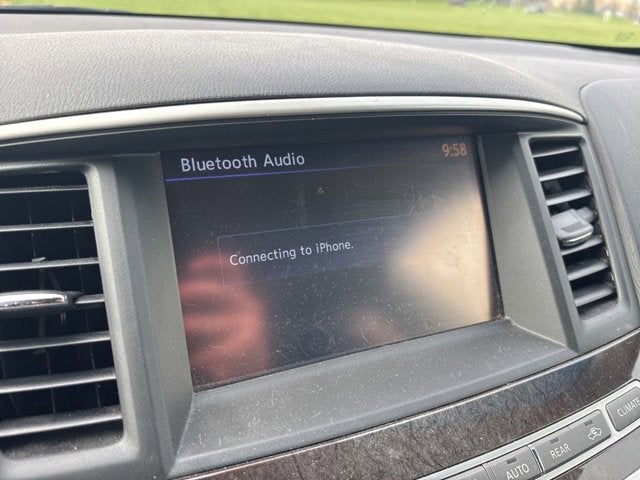 Bluetooth Audio
9:58
Connecting to iPhone.
CLIMATE
REAR
AUTO